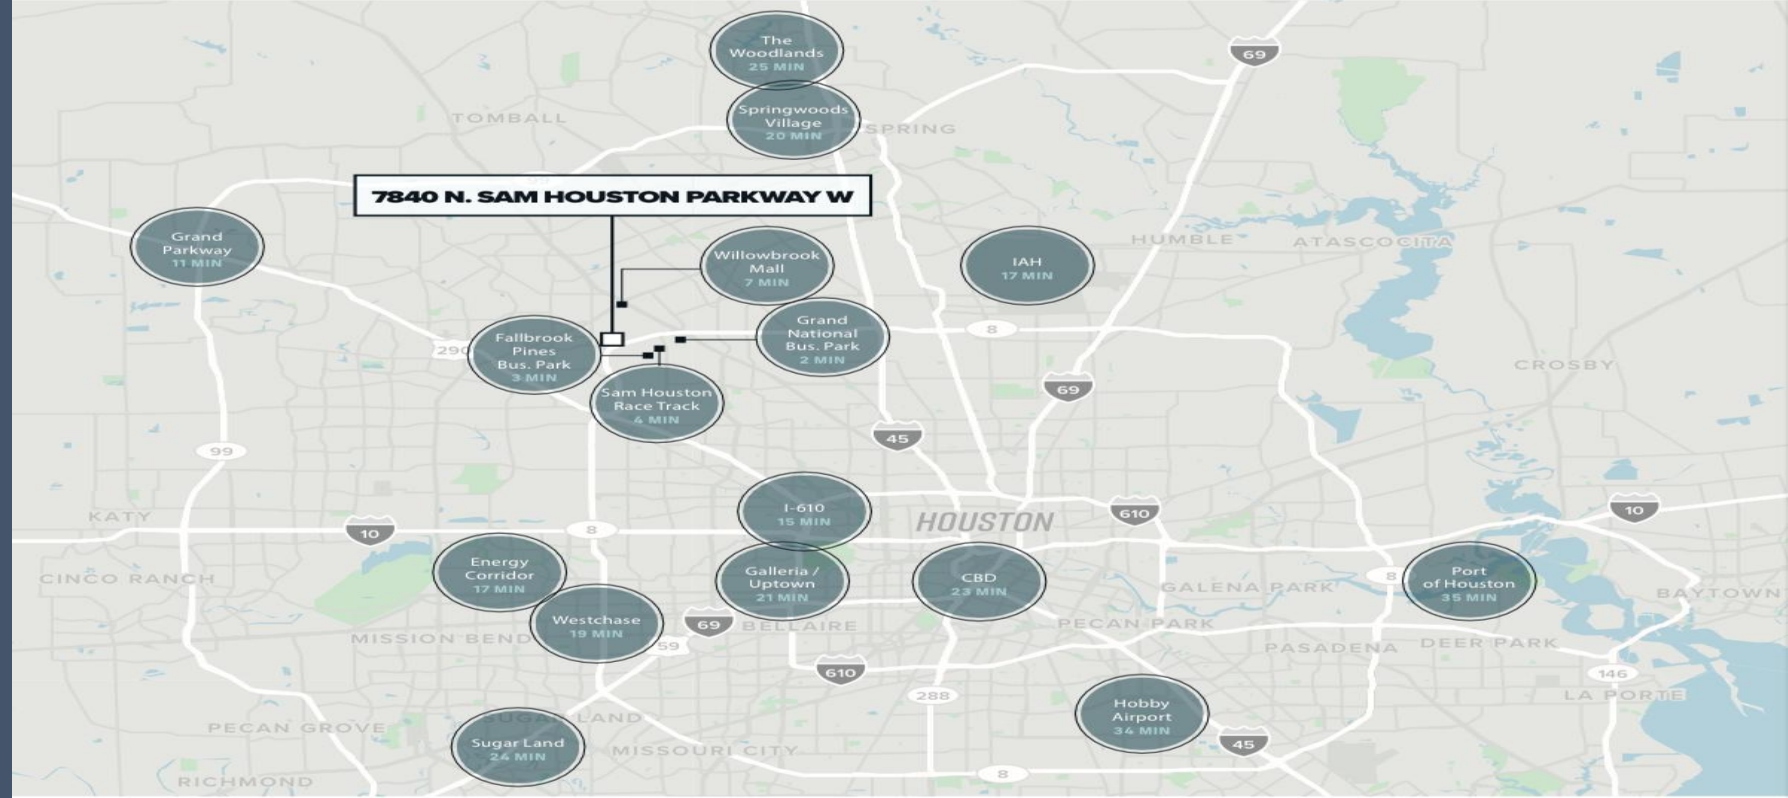 The
Woodlands
25 MIN
69
Springwoods
Village
20 MIN
TOMBALL
SPRING
7840 N. SAM HOUSTON PARKWAY W
Grand
Parkway
11 MIN
Willowbrook
Mall
7 MIN
IAH
17 MIN
HUMBLE
ATASCOCITA
Fallbrook
Pines
Bus. Park
3 MIN
Grand
National
Bus. Park
2 MIN
8
290
CROSBY
Sam Houston
Race Track
4 MIN
69
45
99
I-610
15 MIN
HOUSTON
610
10
KATY
10
8
Energy
Corridor
17 MIN
Galleria /
Uptown
21 MIN
CBD
23 MIN
8
Port
of Houston
35 MIN
CINCO RANCH
GALENA PARK
BAYTOWN
Westchase
19 MIN
69
BELLAIRE
PECAN PARK
MISSION BEND
59
PASADENA
DEER PARK
610
146
288
LA PORTE
Hobby
Airport
34 MIN
PECAN GROVE
SUGAR LAND
Sugar Land
24 MIN
MISSOURI CITY
45
8
RICHMOND